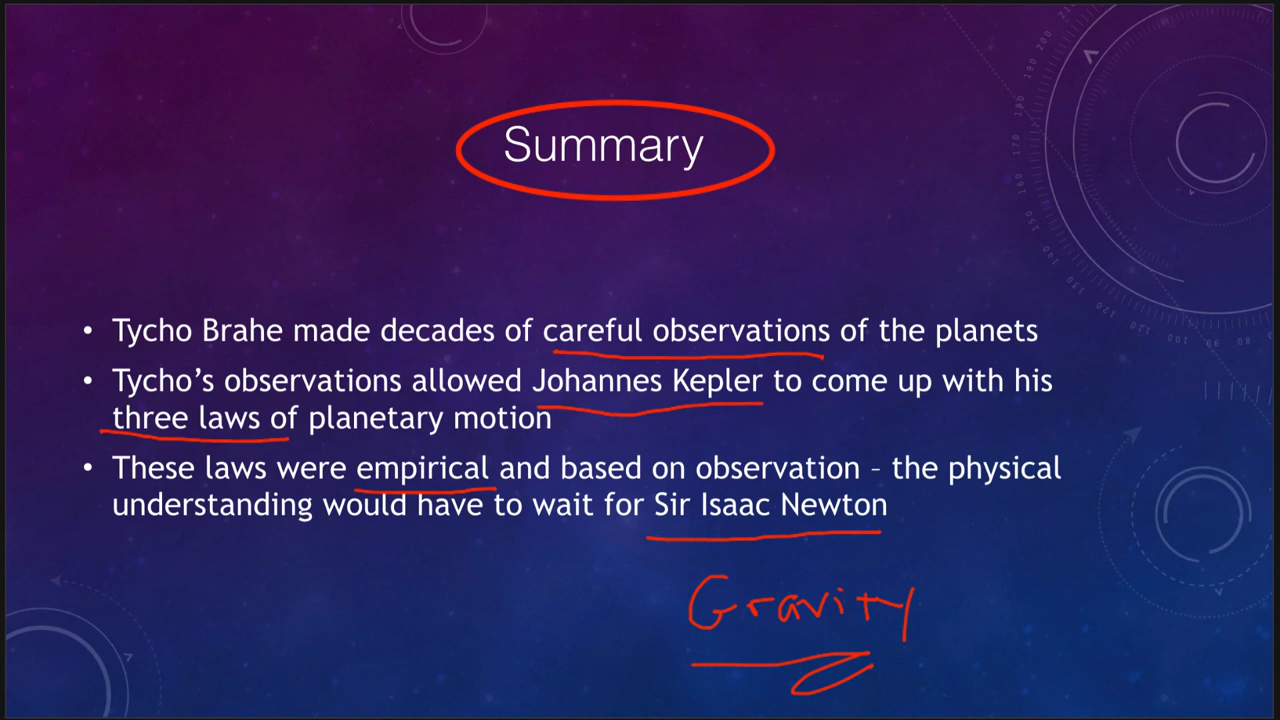 Summary
• Tycho Brahe made decades of careful observations of the planets
• Tycho’s observations allowed Johannes Kepler to come up with his
three laws of planetary motion
• These laws were empirical and based on observation – the physical
understanding would have to wait for Sir Isaac Newton
Gravity